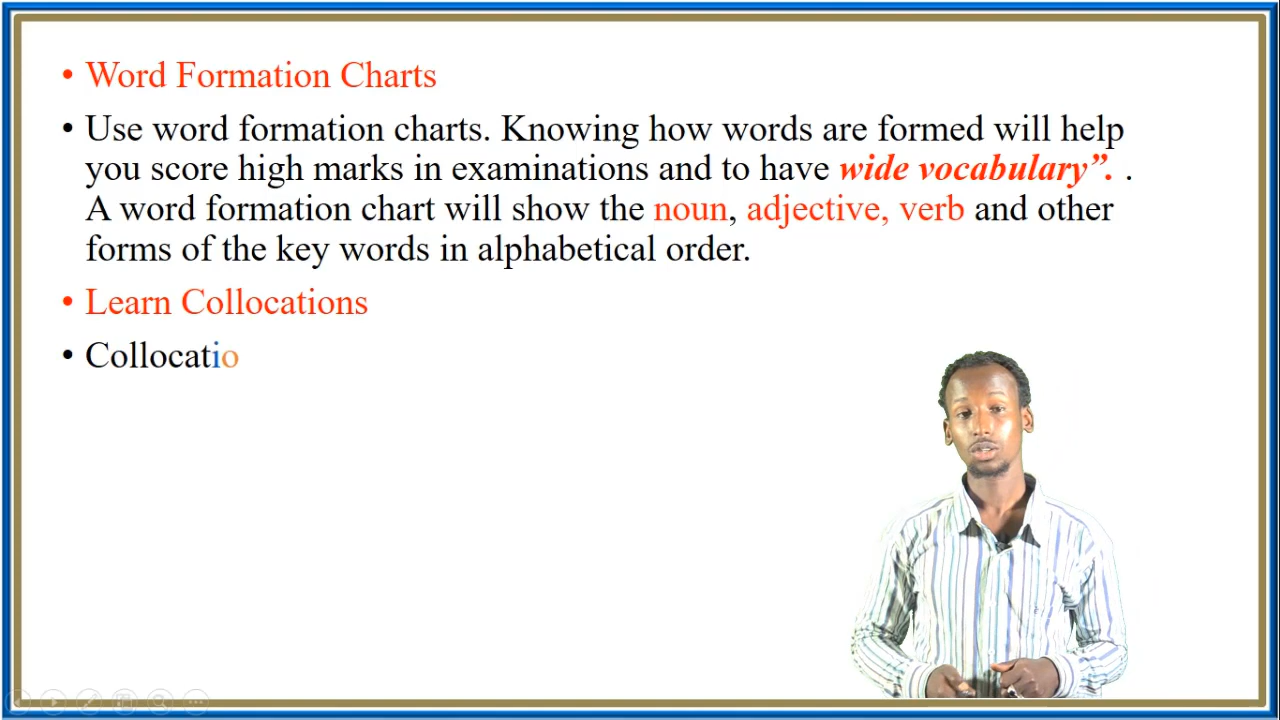 • Word Formation Charts
• Use word formation charts. Knowing how words are formed will help
you score high marks in examinations and to have wide vocabulary”. .
A word formation chart will show the noun, adjective, verb and other
forms of the key words in alphabetical order.
• Learn Collocations
• Collocatio